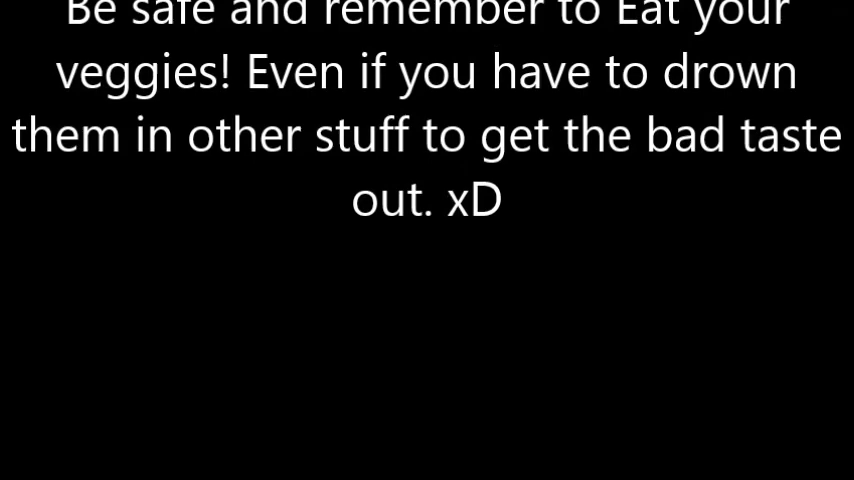 Be safe and remember to Eat your
veggies! Even if you have to drown
them in other stuff to get the bad taste
out. xD